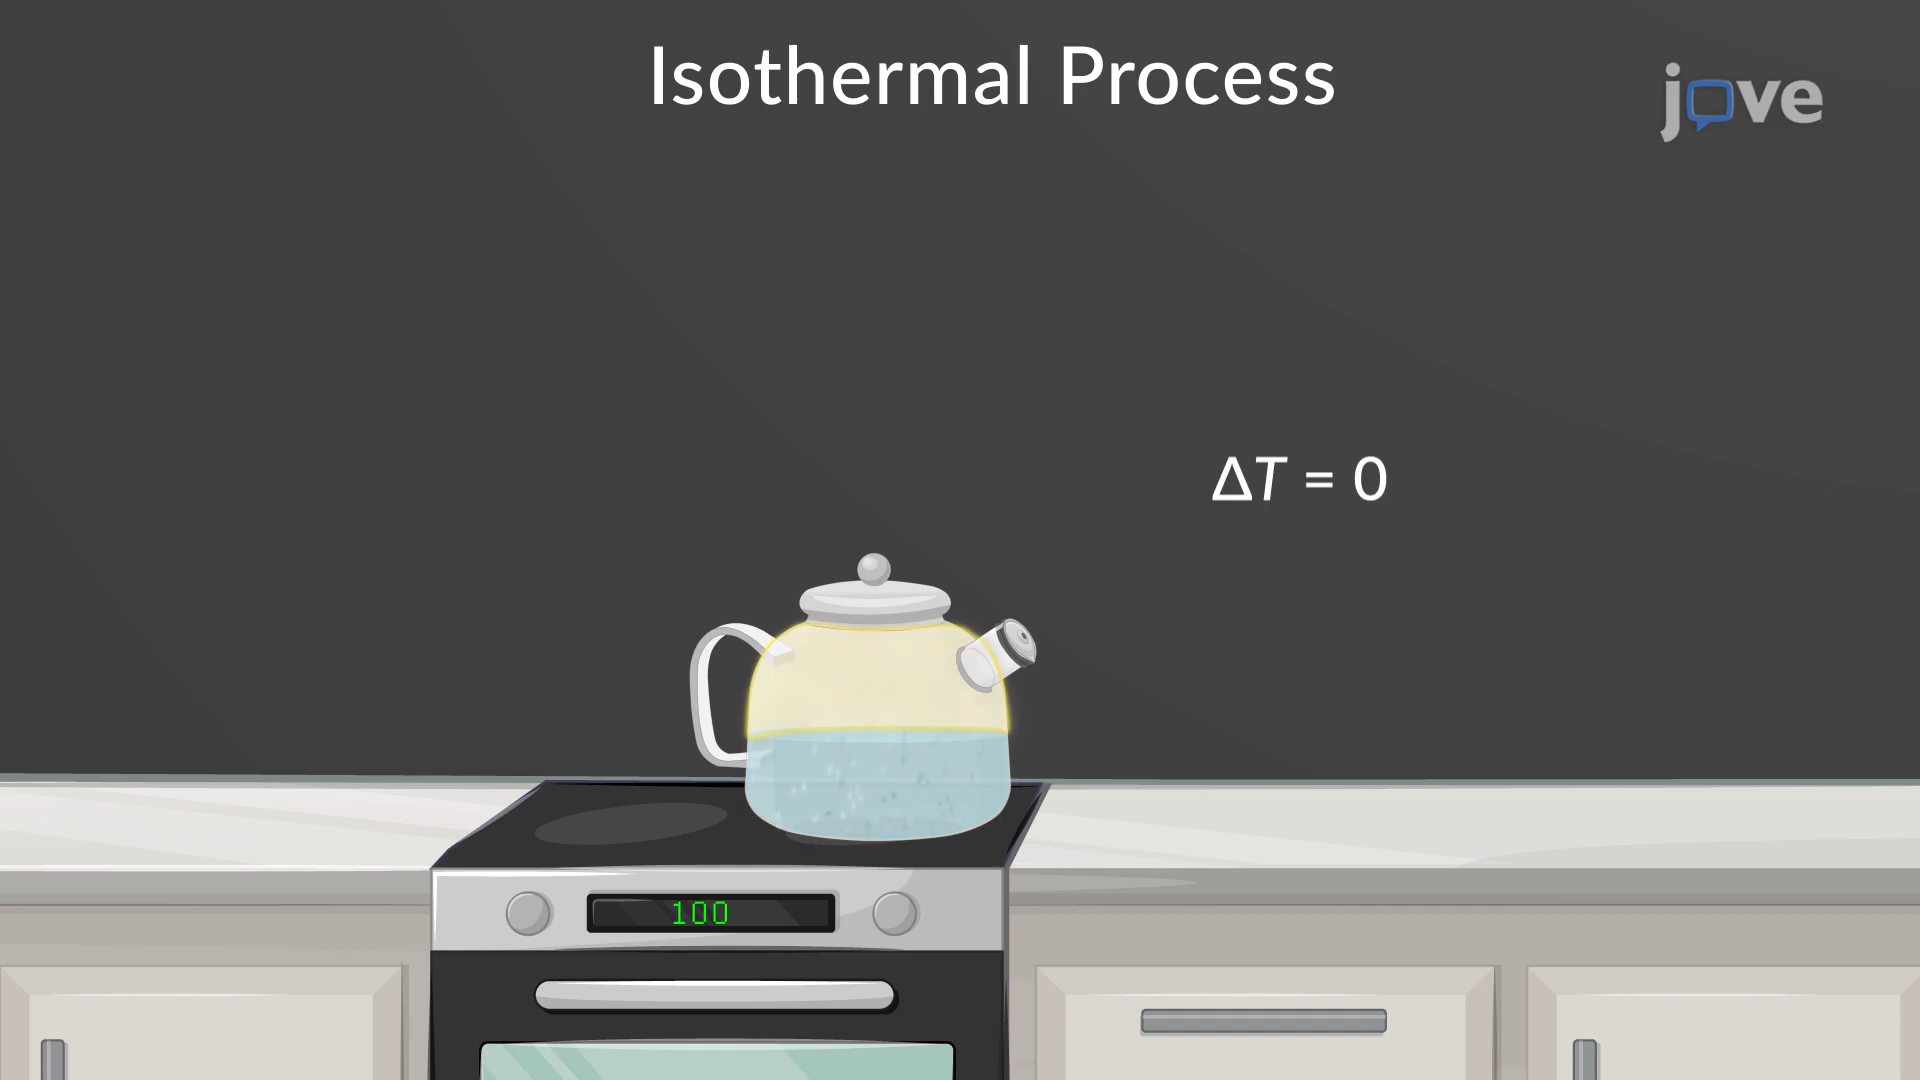 Isothermal Process
jove
ΔT = 0
100